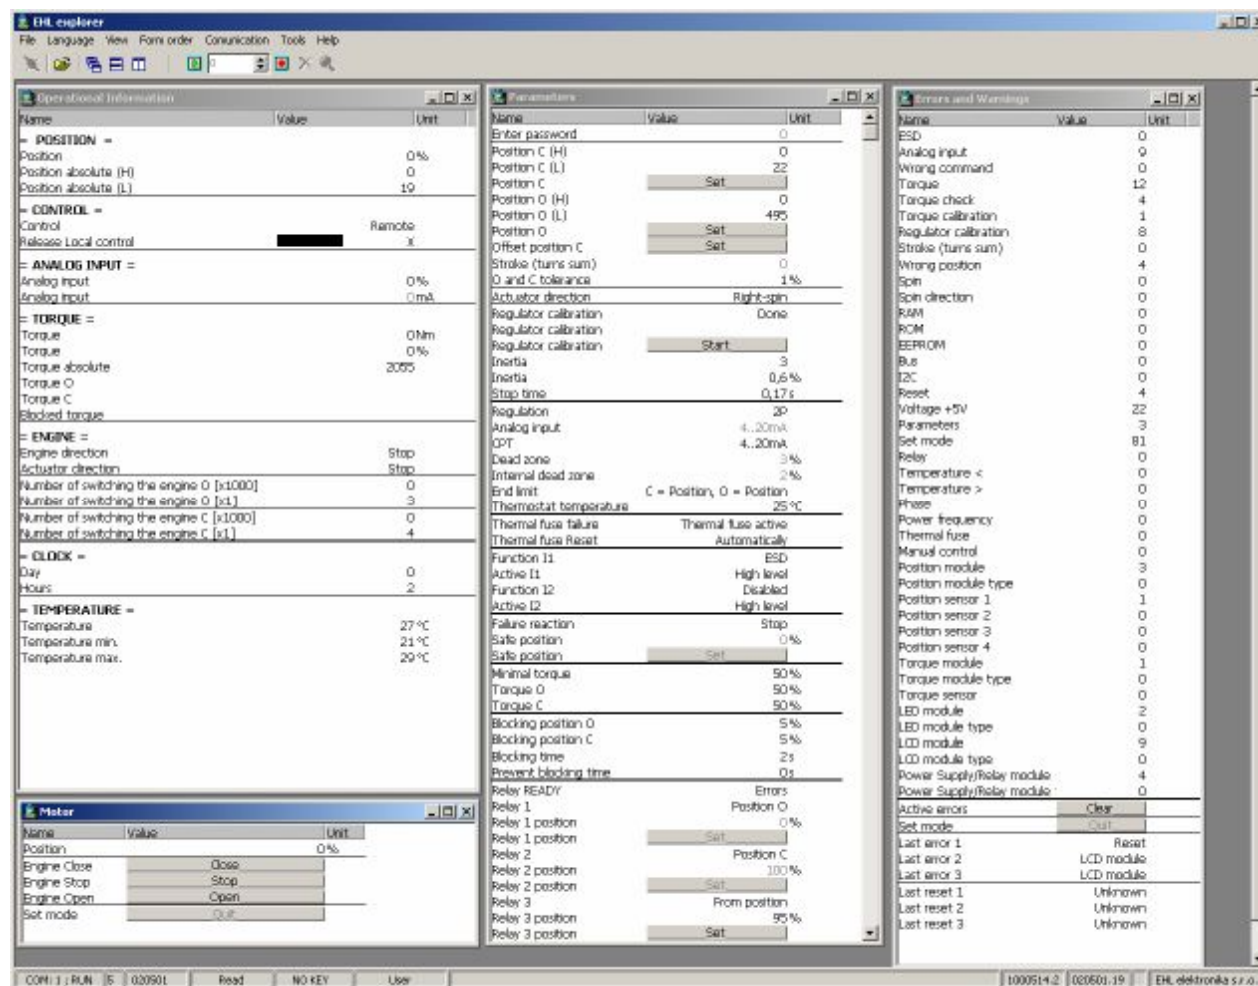 EHL explorer
File Language View Form order Comunication Tools Help
0
Operational Information
Name Value Unit
= POSITION =
Position 0 %
Position absolute (H) 0
Position absolute (L) 19
= CONTROL =
Control Remote
Release Local control X
= ANALOG INPUT =
Analog input 0 %
Analog input 0 mA
= TORQUE =
Torque 0 Nm
Torque 0 %
Torque absolute 2055
Torque O
Torque C
Blocked torque
= ENGINE =
Engine direction Stop
Actuator direction Stop
Number of switching the engine O [x1000] 0
Number of switching the engine O [x1] 3
Number of switching the engine C [x1000] 0
Number of switching the engine C [x1] 4
= CLOCK =
Day 0
Hours 2
= TEMPERATURE =
Temperature 27 °C
Temperature min. 21 °C
Temperature max. 29 °C
Motor
Name Value Unit
Position 0 %
Engine Close Close
Engine Stop Stop
Engine Open Open
Set mode Quit
Parameters
Name Value Unit
Enter password 0
Position C (H) 0
Position C (L) 22
Position C Set
Position O (H) 0
Position O (L) 495
Position O Set
Offset position C Set
Stroke (turns sum) 0
O and C tolerance 1 %
Actuator direction Right-spin
Regulator calibration Done
Regulator calibration
Regulator calibration Start
Inertia 3
Inertia 0,6 %
Stop time 0,17 s
Regulation 2P
Analog input 4..20mA
CPT 4..20mA
Dead zone 3 %
Internal dead zone 2 %
End limit C = Position, O = Position
Thermostat temperature 25 °C
Thermal fuse failure Thermal fuse active
Thermal fuse Reset Automatically
Function I1 ESD
Active I1 High level
Function I2 Disabled
Active I2 High level
Failure reaction Stop
Safe position 0 %
Safe position Set
Minimal torque 50 %
Torque O 50 %
Torque C 50 %
Blocking position O 5 %
Blocking position C 5 %
Blocking time 2 s
Prevent blocking time 0 s
Relay READY Errors
Relay 1 Position O
Relay 1 position 0 %
Relay 1 position Set
Relay 2 Position C
Relay 2 position 100 %
Relay 2 position Set
Relay 3 From position
Relay 3 position 95 %
Relay 3 position Set
Errors and Warnings
Name Value Unit
ESD 0
Analog input 9
Wrong command 0
Torque 12
Torque check 4
Torque calibration 1
Regulator calibration 8
Stroke (turns sum) 0
Wrong position 4
Spin 0
Spin direction 0
RAM 0
ROM 0
EEPROM 0
Bus 0
I2C 0
Reset 4
Voltage +5V 22
Parameters 3
Set mode 81
Relay 0
Temperature < 0
Temperature > 0
Phase 0
Power frequency 0
Thermal fuse 0
Manual control 0
Position module 3
Position module type 0
Position sensor 1 1
Position sensor 2 0
Position sensor 3 0
Position sensor 4 0
Torque module 1
Torque module type 0
Torque sensor 0
LED module 2
LED module type 0
LCD module 9
LCD module type 0
Power Supply/Relay module 4
Power Supply/Relay module 0
Active errors Clear
Set mode Quit
Last error 1 Reset
Last error 2 LCD module
Last error 3 LCD module
Last reset 1 Unknown
Last reset 2 Unknown
Last reset 3 Unknown
COM: 1 : RUN 5 020501 Read NO KEY User 1000514.2 020501.19 EHL elektronika s.r.o.